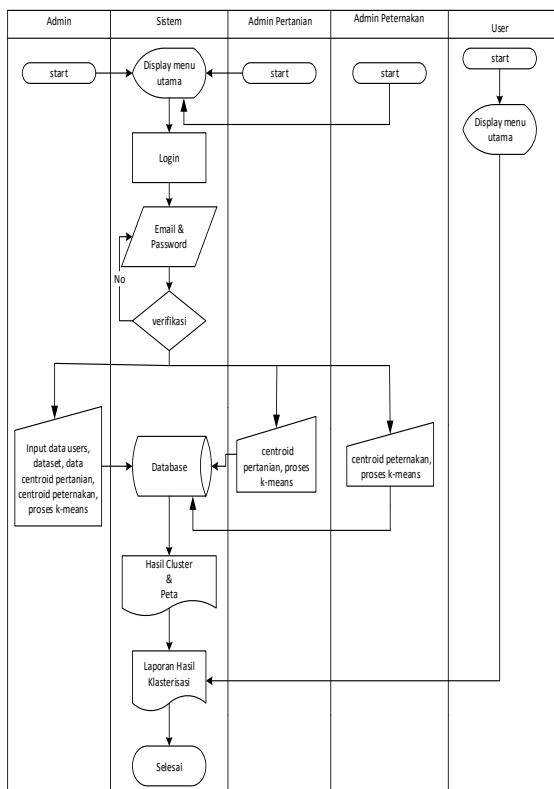 Admin
Sistem
Admin Pertanian
Admin Peternakan
User
start
Display menu
utama
start
start
start
Display menu
utama
Login
Email &
Password
No
verifikasi
Input data users,
dataset, data
centroid pertanian,
centroid peternakan,
proses k-means
Database
centroid
pertanian, proses
k-means
centroid peternakan,
proses k-means
Hasil Cluster
&
Peta
Laporan Hasil
Klasterisasi
Selesai